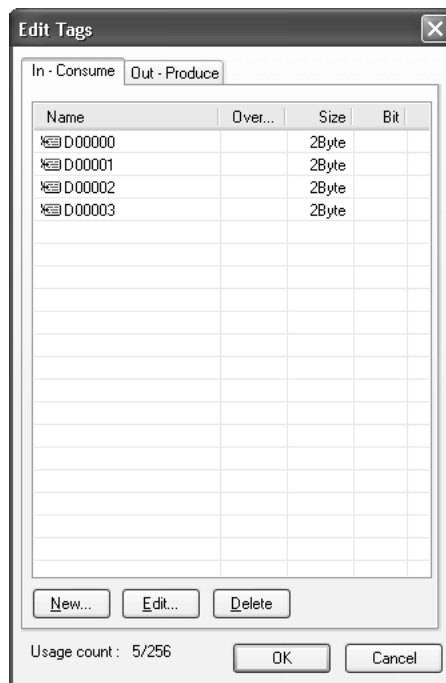 Edit Tags
In - Consume Out - Produce
Name Over... Size Bit
D00000 2Byte
D00001 2Byte
D00002 2Byte
D00003 2Byte
New... Edit... Delete
Usage count : 5/256 OK Cancel